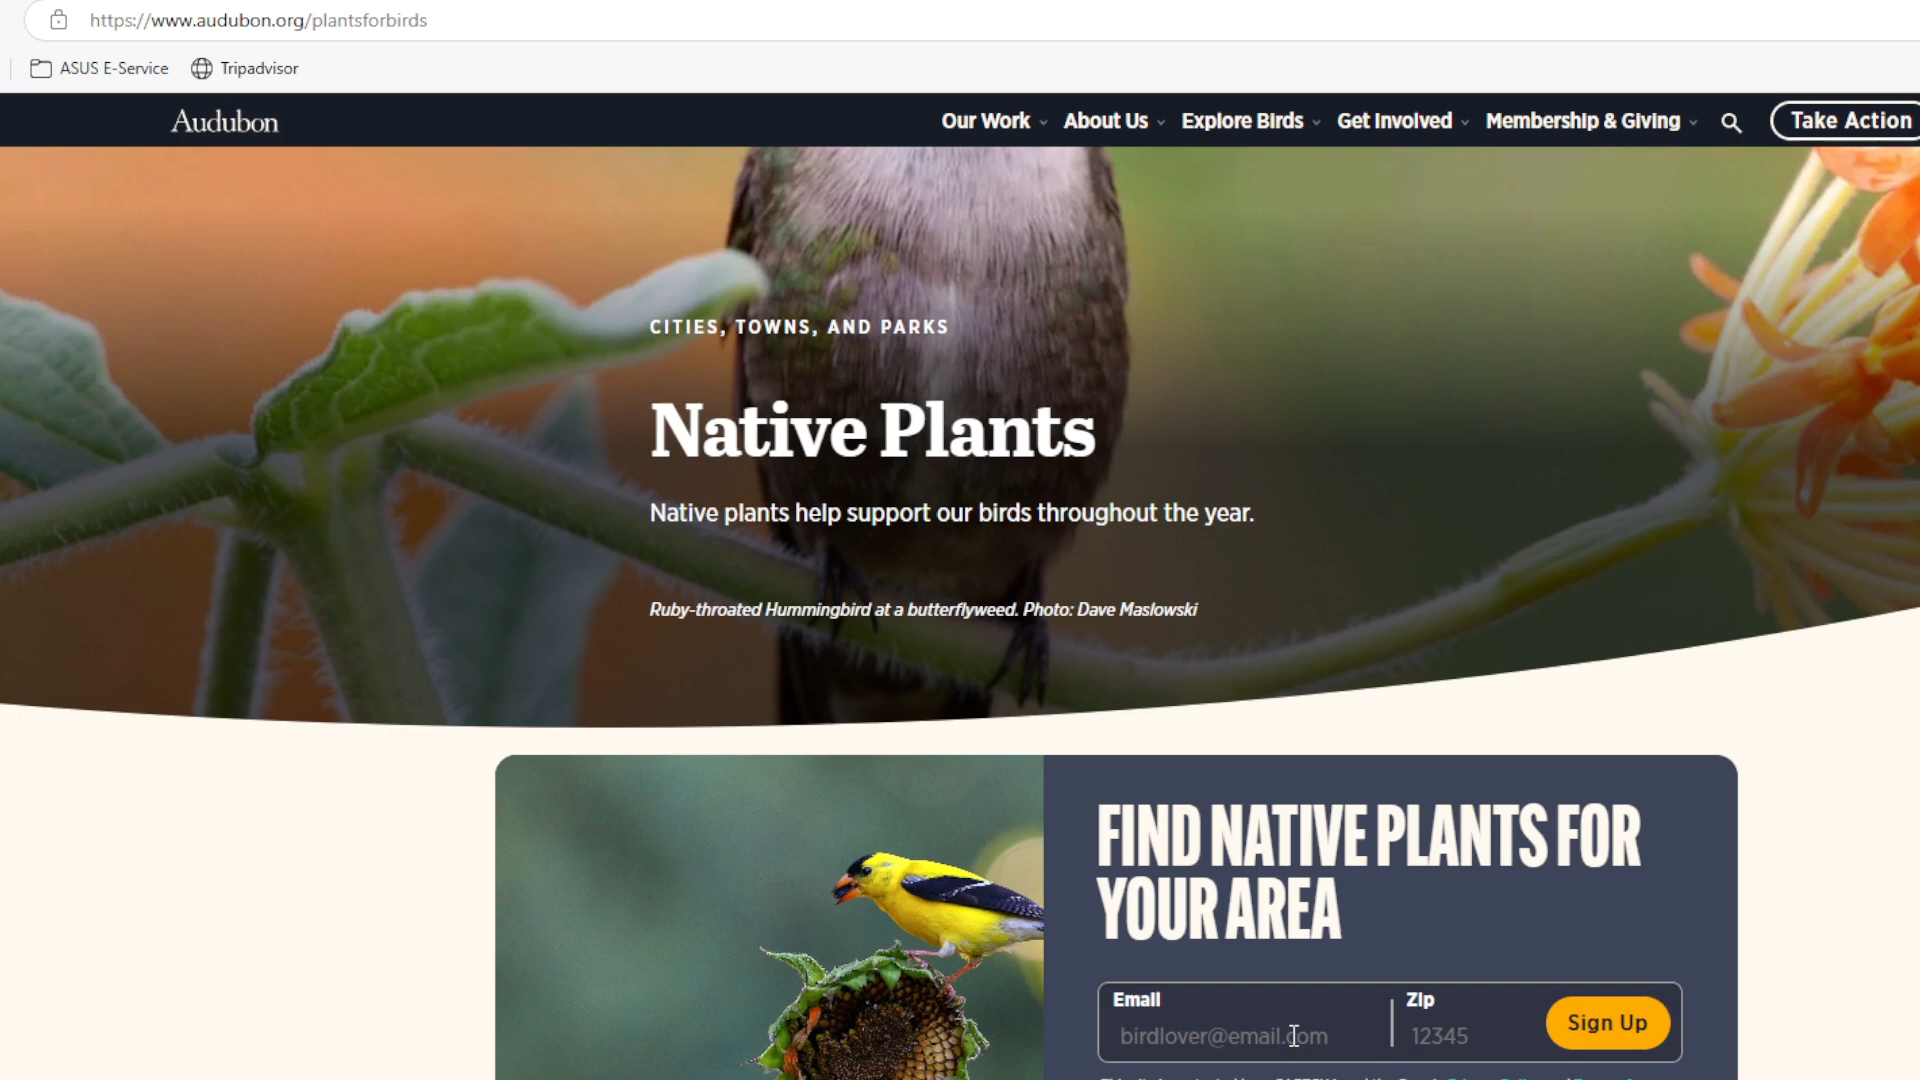 https://www.audubon.org/plantsforbirds
ASUS E-Service Tripadvisor
Audubon Our Work About Us Explore Birds Get Involved Membership & Giving Take Action
CITIES, TOWNS, AND PARKS
Native Plants
Native plants help support our birds throughout the year.
Ruby-throated Hummingbird at a butterflyweed. Photo: Dave Maslowski
FIND NATIVE PLANTS FOR
YOUR AREA
Email Zip
birdlover@email.com 12345 Sign Up